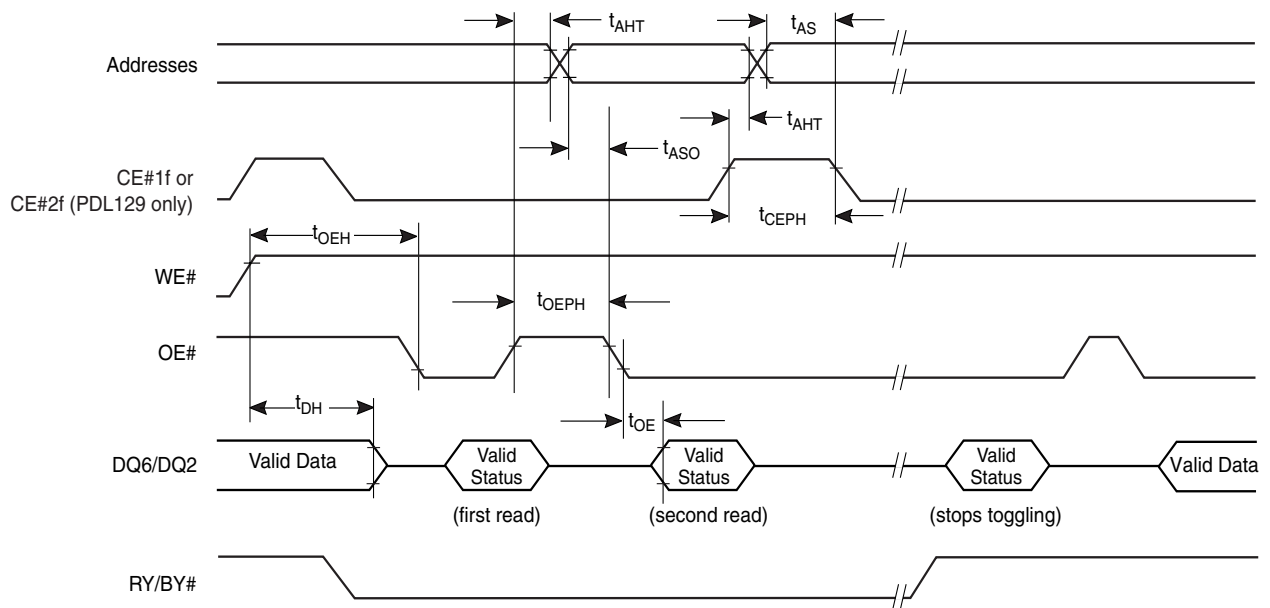 tAHT
tAS
Addresses
tAHT
tASO
CE#1f or
CE#2f (PDL129 only)
tCEPH
tOEH
WE#
tOEPH
OE#
tDH
tOE
DQ6/DQ2
Valid Data
Valid
Status
Valid
Status
Valid
Status
Valid Data
(first read)
(second read)
(stops toggling)
RY/BY#